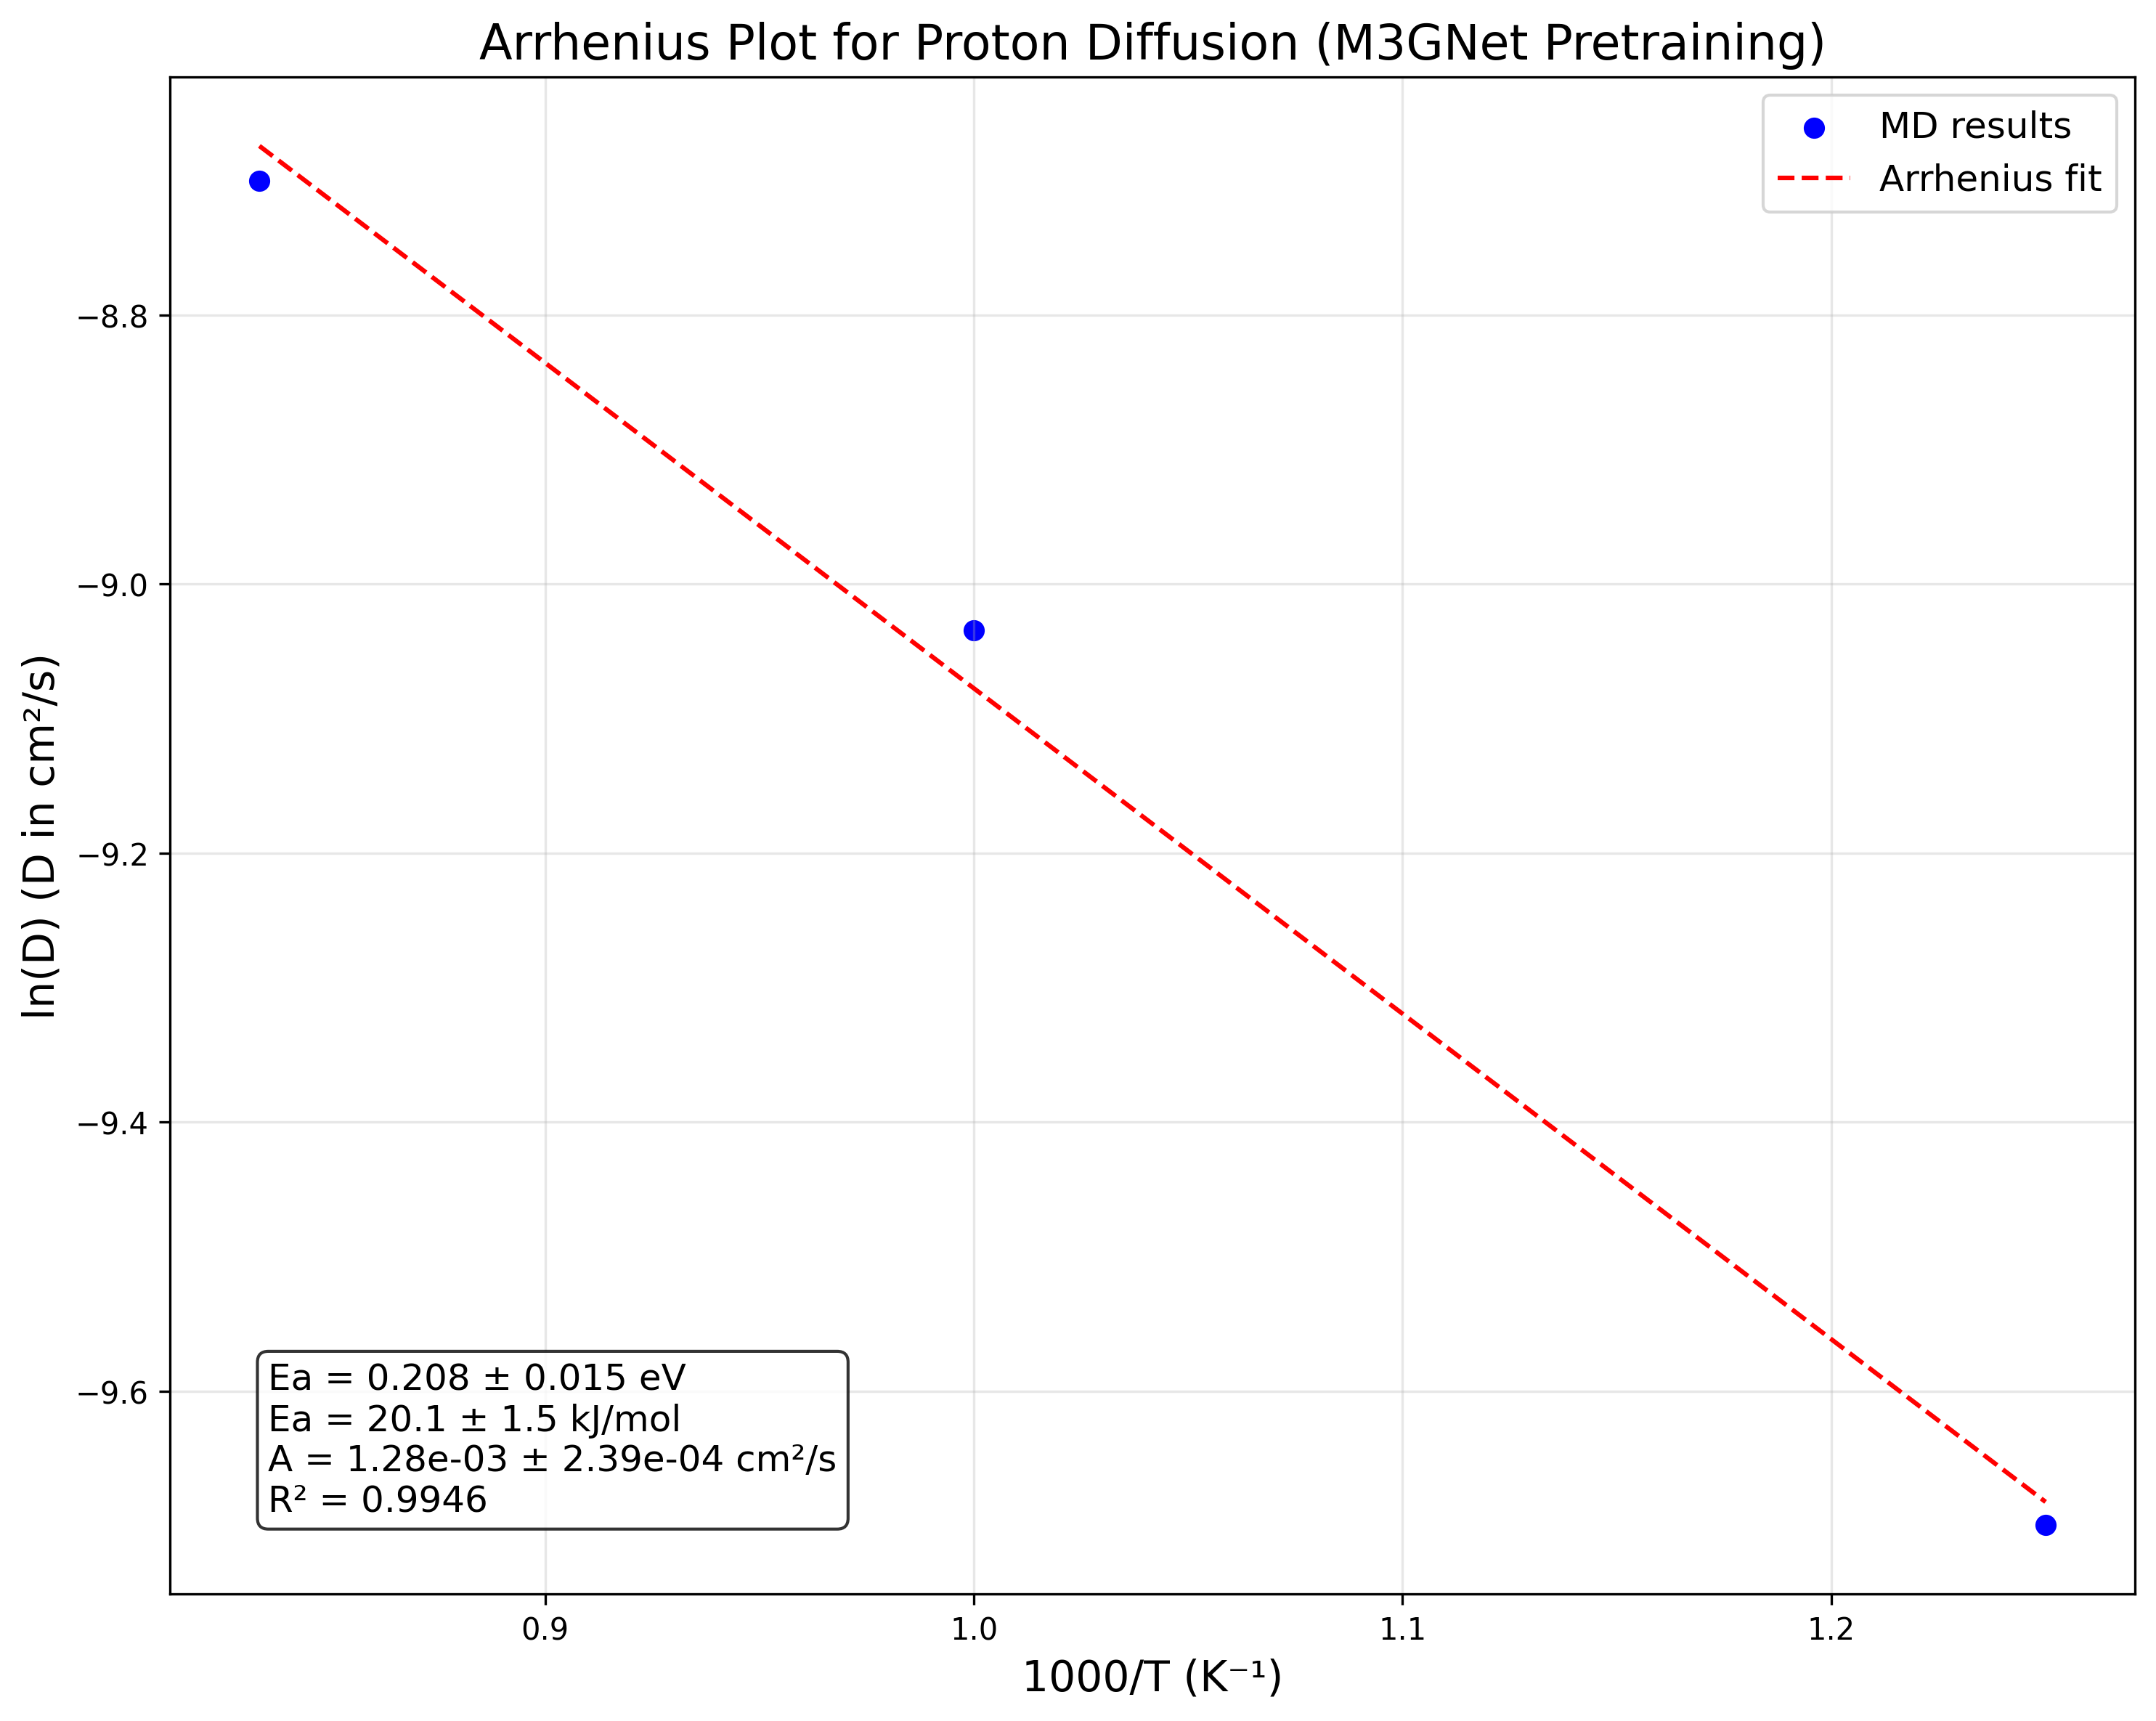 Arrhenius Plot for Proton Diffusion (M3GNet Pretraining)
MD results
Arrhenius fit
ln(D) (D in cm²/s)
−8.8
−9.0
−9.2
−9.4
−9.6
Ea = 0.208 ± 0.015 eV
Ea = 20.1 ± 1.5 kJ/mol
A = 1.28e-03 ± 2.39e-04 cm²/s
R² = 0.9946
0.9
1.0
1.1
1.2
1000/T (K⁻¹)